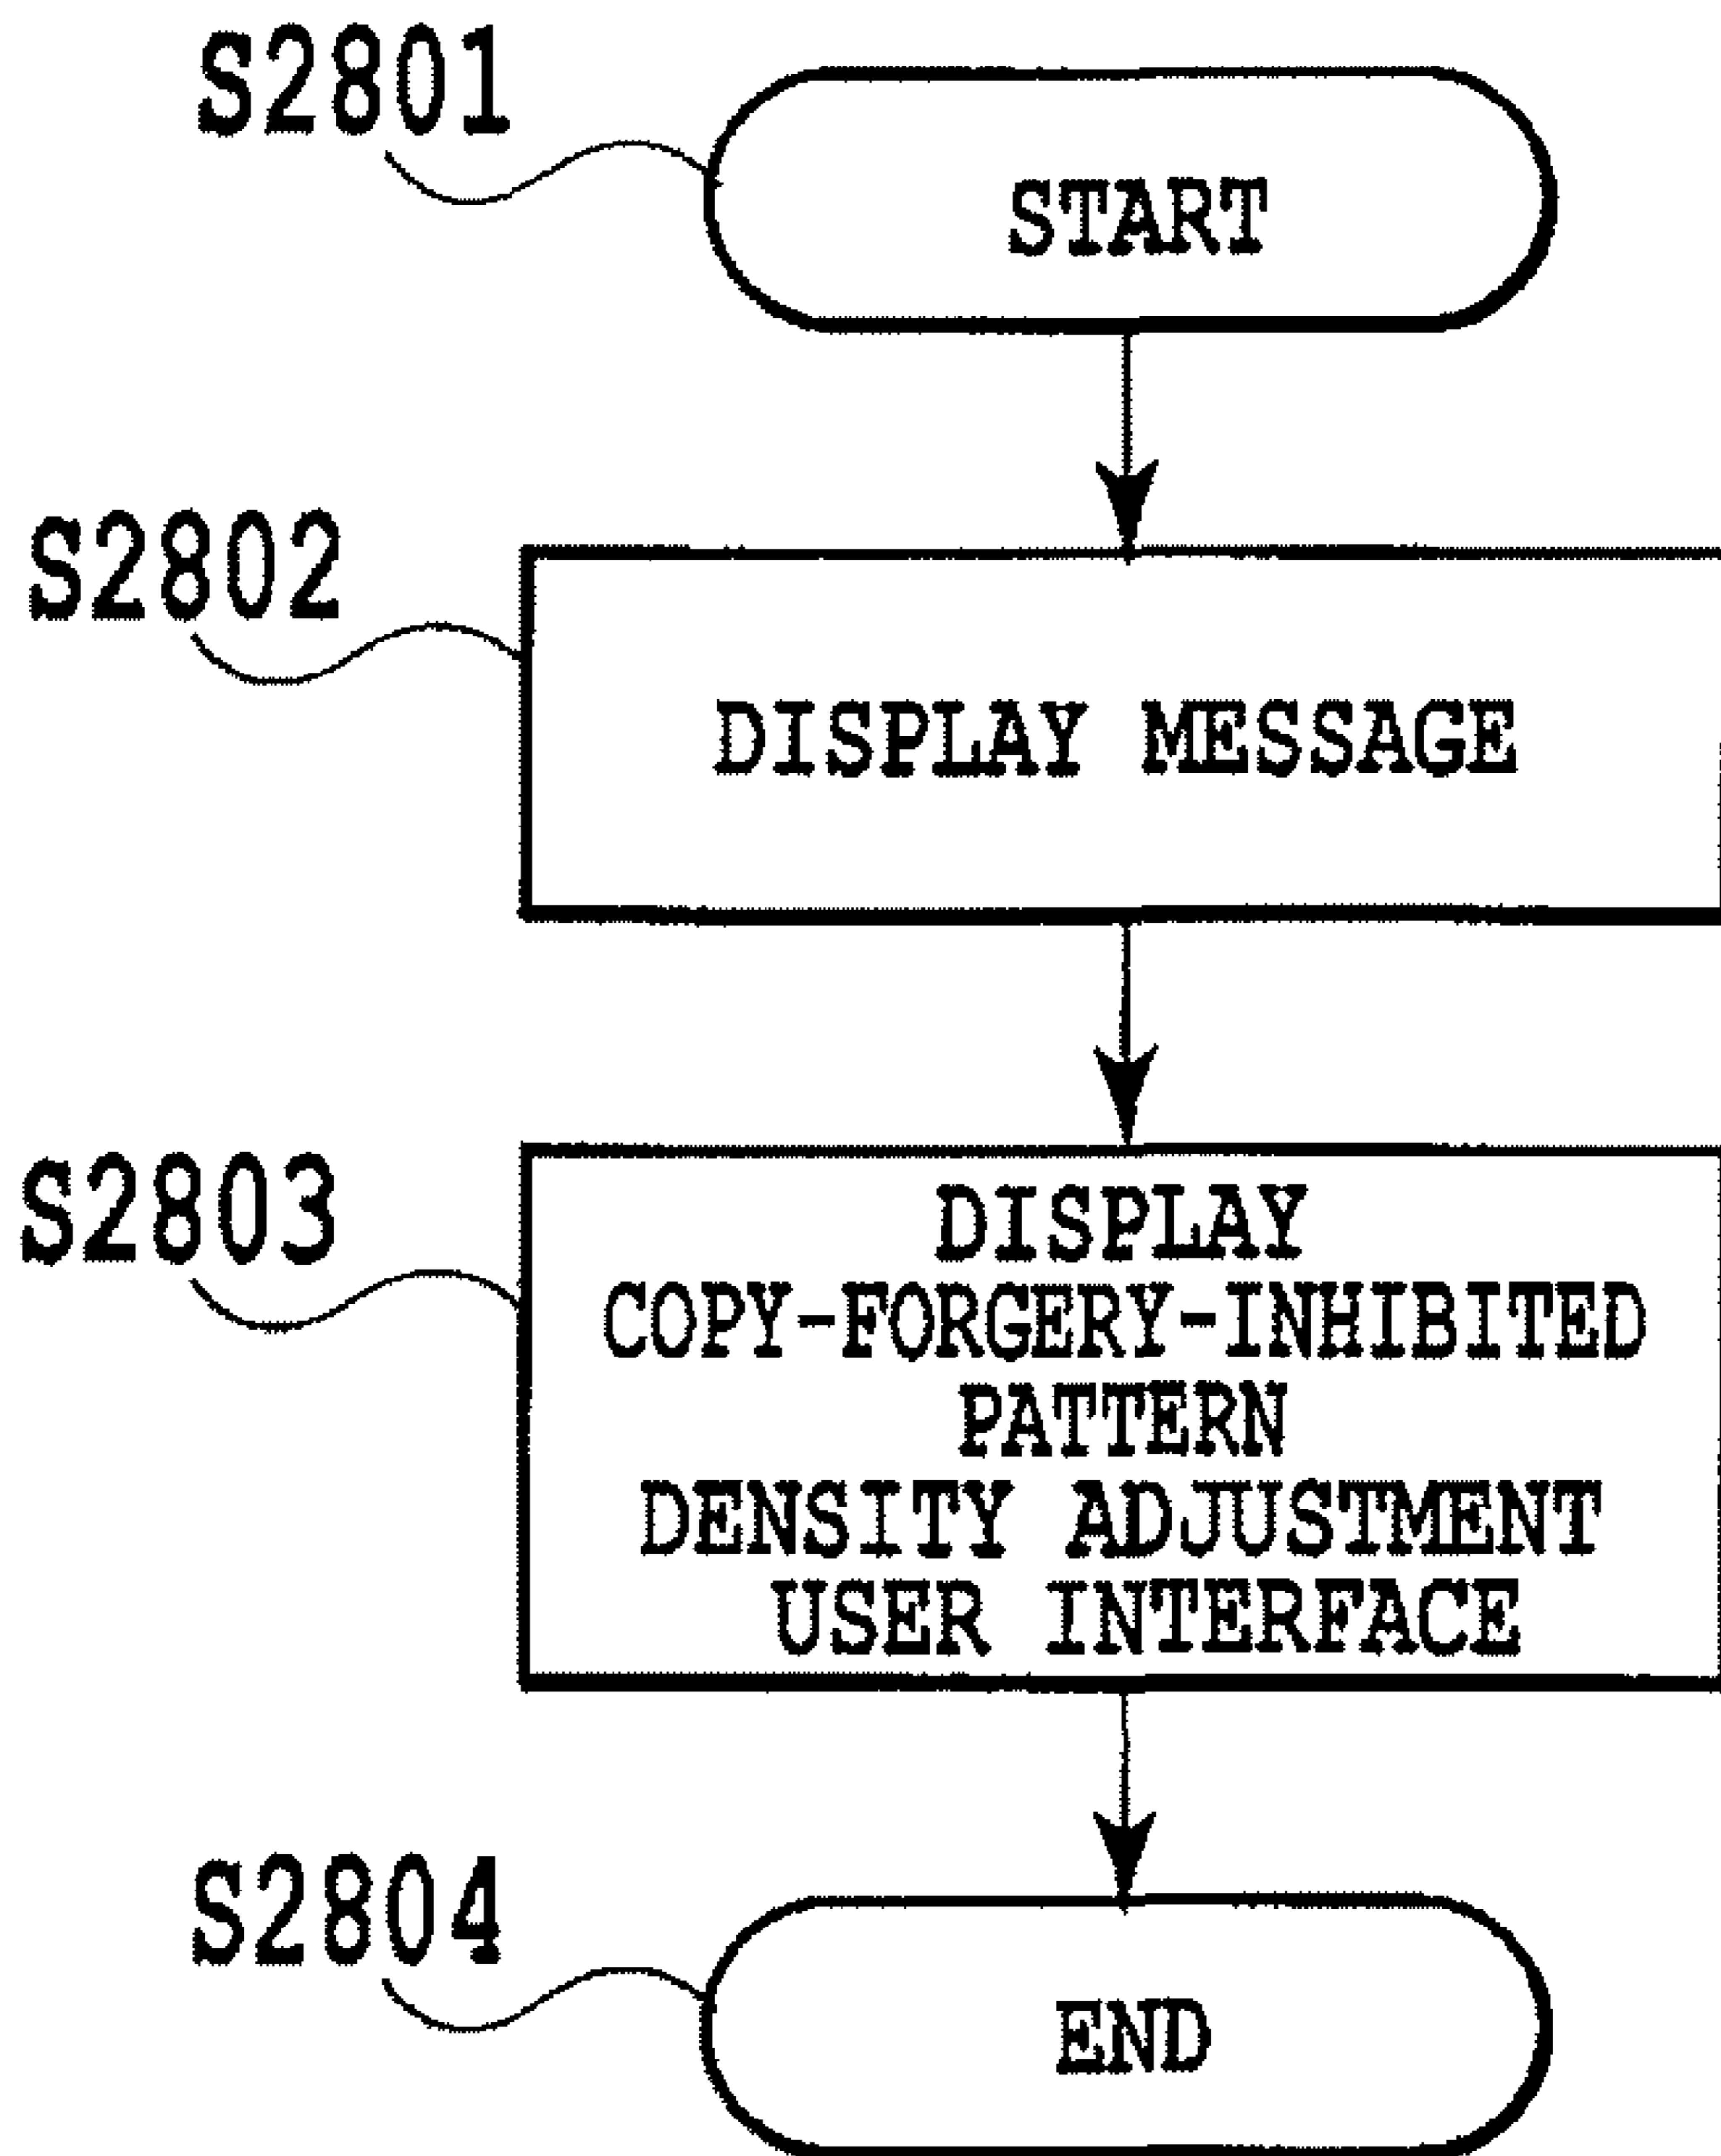 S2801
START
S2802
DISPLAY MESSAGE
S2803
DISPLAY
COPY-FORGERY-INHIBITED
PATTERN
DENSITY ADJUSTMENT
USER INTERFACE
S2804
END